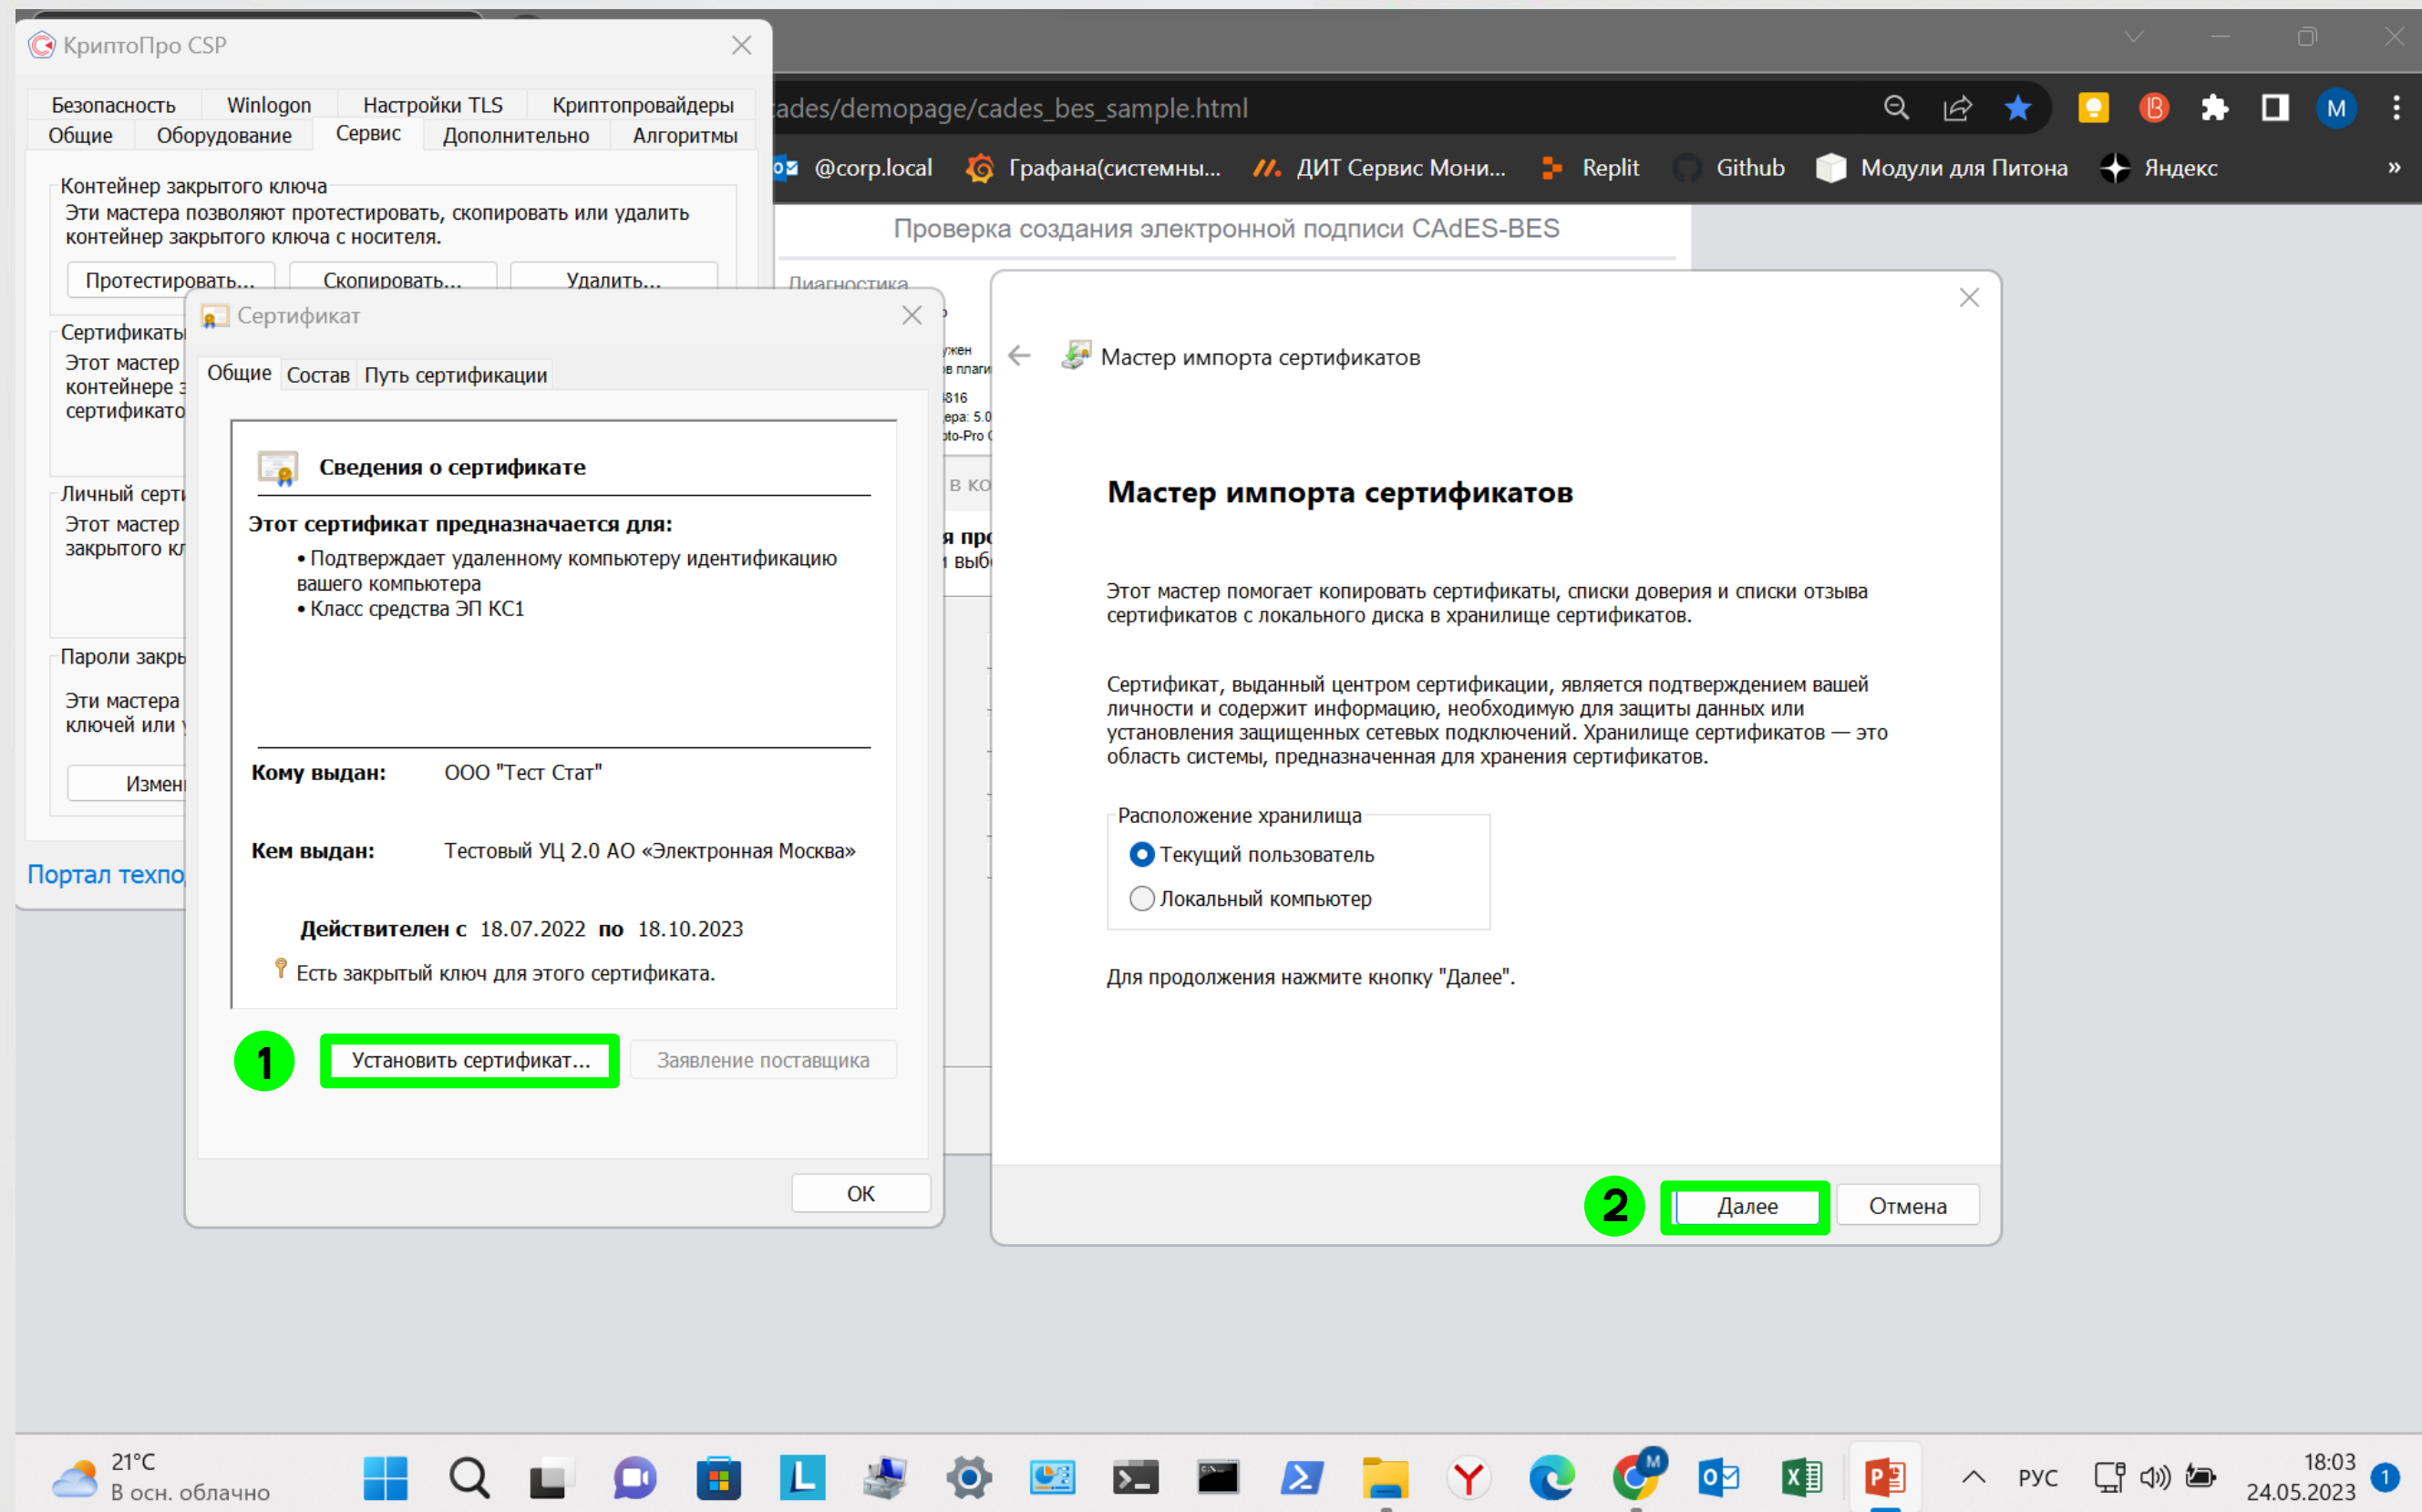 КриптоПро CSP
Безопасность Winlogon Настройки TLS Криптопровайдеры
Общие Оборудование Сервис Дополнительно Алгоритмы
Контейнер закрытого ключа
Эти мастера позволяют протестировать, скопировать или удалить
контейнер закрытого ключа с носителя.
Протестировать... Скопировать... Удалить...
Сертификаты
Этот мастер
контейнере
Личный
Этот мастер
закрытого
Пароли
Эти мастера
ключей или
Портал
ades/demopage/cades_bes_sample.html
M
@corp.local Графана(системны... ДИТ Сервис Мони... Replit Github Модули для Питона Яндекс »
Проверка создания электронной подписи CAdES-BES
Диагностика
в
Сертификат
Общие Состав Путь сертификации
Сведения о сертификате
Этот сертификат предназначается для:
• Подтверждает удаленному компьютеру идентификацию
вашего компьютера
• Класс средства ЭП КС1
Кому выдан: ООО "Тест Стат"
Кем выдан: Тестовый УЦ 2.0 АО «Электронная Москва»
Действителен с 18.07.2022 по 18.10.2023
Есть закрытый ключ для этого сертификата.
1 Установить сертификат... Заявление поставщика
ОК
Мастер импорта сертификатов
Мастер импорта сертификатов
Этот мастер помогает копировать сертификаты, списки доверия и списки отзыва
сертификатов с локального диска в хранилище сертификатов.
Сертификат, выданный центром сертификации, является подтверждением вашей
личности и содержит информацию, необходимую для защиты данных или
установления защищенных сетевых подключений. Хранилище сертификатов — это
область системы, предназначенная для хранения сертификатов.
Расположение хранилища
Текущий пользователь
Локальный компьютер
Для продолжения нажмите кнопку "Далее".
2 Далее Отмена
21°C
В осн. облачно
РУС
18:03
24.05.2023
1